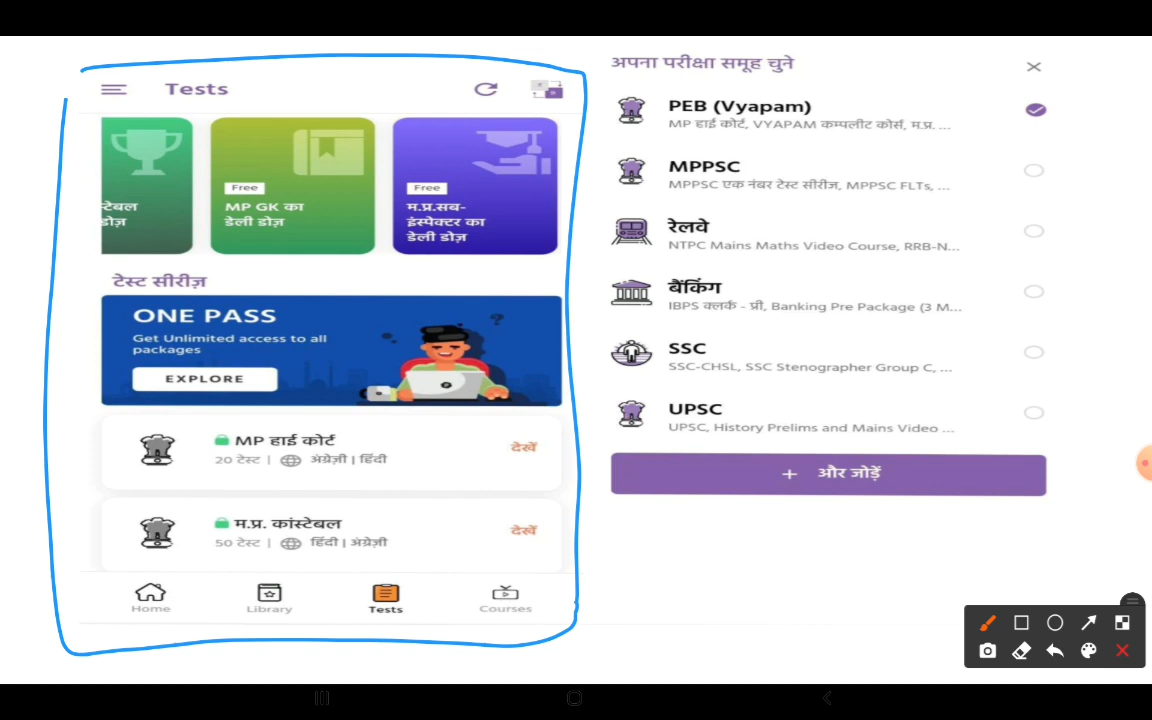 Tests
टेबल
डोज़
Free
MP GK का
डेली डोज़
Free
म.प्र.सब-
इंस्पेक्टर का
डेली डोज़
टेस्ट सीरीज़
ONE PASS
Get Unlimited access to all
packages
EXPLORE
MP हाई कोर्ट
20 टेस्ट | अंग्रेज़ी | हिंदी
देखें
म.प्र. कांस्टेबल
50 टेस्ट | हिंदी | अंग्रेज़ी
देखें
Home
Library
Tests
Courses
अपना परीक्षा समूह चुने
PEB (Vyapam)
MP हाई कोर्ट, VYAPAM कम्पलीट कोर्स, म.प्र. ...
MPPSC
MPPSC एक नंबर टेस्ट सीरीज, MPPSC FLTs, ...
रेलवे
NTPC Mains Maths Video Course, RRB-N...
बैंकिंग
IBPS क्लर्क - प्री, Banking Pre Package (3 M...
SSC
SSC-CHSL, SSC Stenographer Group C, ...
UPSC
UPSC, History Prelims and Mains Video ...
+ और जोड़ें